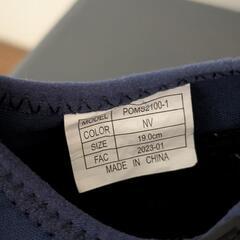 MODEL POMS2100-1
COLOR NV
SIZE 19.0cm
FAC 2023-01
MADE IN CHINA